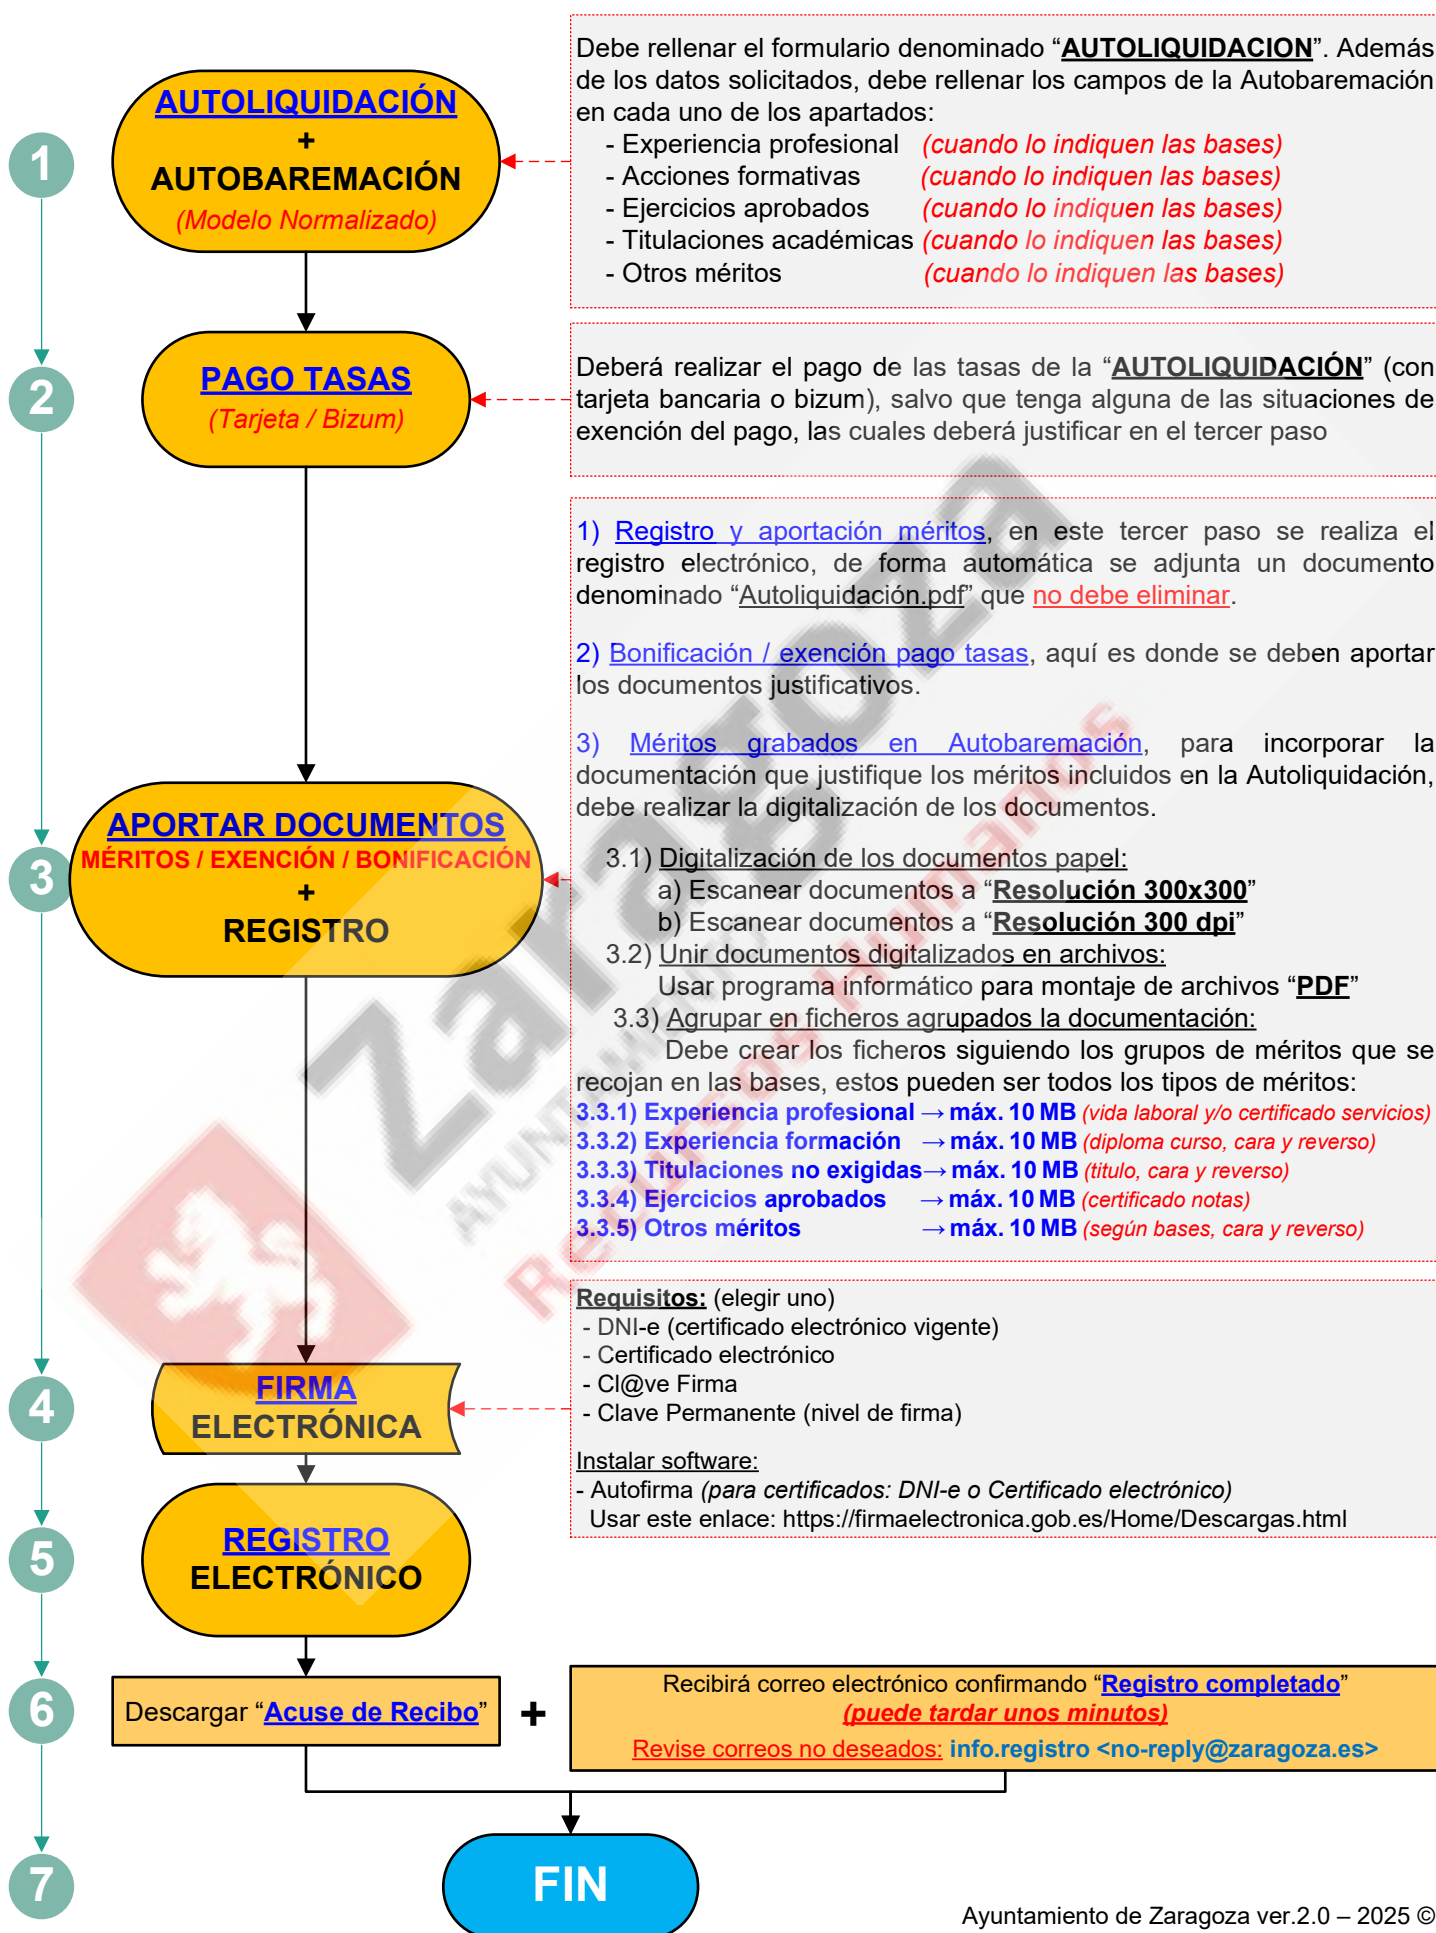 1
AUTOLIQUIDACIÓN
+
AUTOBAREMACIÓN
(Modelo Normalizado)
Debe rellenar el formulario denominado “AUTOLIQUIDACION”. Además
de los datos solicitados, debe rellenar los campos de la Autobaremación
en cada uno de los apartados:
- Experiencia profesional (cuando lo indiquen las bases)
- Acciones formativas (cuando lo indiquen las bases)
- Ejercicios aprobados (cuando lo indiquen las bases)
- Titulaciones académicas (cuando lo indiquen las bases)
- Otros méritos (cuando lo indiquen las bases)
2
PAGO TASAS
(Tarjeta / Bizum)
Deberá realizar el pago de las tasas de la “AUTOLIQUIDACIÓN” (con
tarjeta bancaria o bizum), salvo que tenga alguna de las situaciones de
exención del pago, las cuales deberá justificar en el tercer paso
3
APORTAR DOCUMENTOS
MÉRITOS / EXENCIÓN / BONIFICACIÓN
+
REGISTRO
1) Registro y aportación méritos, en este tercer paso se realiza el
registro electrónico, de forma automática se adjunta un documento
denominado “Autoliquidación.pdf” que no debe eliminar.
2) Bonificación / exención pago tasas, aquí es donde se deben aportar
los documentos justificativos.
3) Méritos grabados en Autobaremación, para incorporar la
documentación que justifique los méritos incluidos en la Autoliquidación,
debe realizar la digitalización de los documentos.
3.1) Digitalización de los documentos papel:
a) Escanear documentos a “Resolución 300x300”
b) Escanear documentos a “Resolución 300 dpi”
3.2) Unir documentos digitalizados en archivos:
Usar programa informático para montaje de archivos “PDF”
3.3) Agrupar en ficheros agrupados la documentación:
Debe crear los ficheros siguiendo los grupos de méritos que se
recojan en las bases, estos pueden ser todos los tipos de méritos:
3.3.1) Experiencia profesional → máx. 10 MB (vida laboral y/o certificado servicios)
3.3.2) Experiencia formación → máx. 10 MB (diploma curso, cara y reverso)
3.3.3) Titulaciones no exigidas → máx. 10 MB (titulo, cara y reverso)
3.3.4) Ejercicios aprobados → máx. 10 MB (certificado notas)
3.3.5) Otros méritos → máx. 10 MB (según bases, cara y reverso)
4
FIRMA
ELECTRÓNICA
Requisitos: (elegir uno)
- DNI-e (certificado electrónico vigente)
- Certificado electrónico
- Cl@ve Firma
- Clave Permanente (nivel de firma)
Instalar software:
- Autofirma (para certificados: DNI-e o Certificado electrónico)
Usar este enlace: https://firmaelectronica.gob.es/Home/Descargas.html
5
REGISTRO
ELECTRÓNICO
6
Descargar “Acuse de Recibo”
+
Recibirá correo electrónico confirmando “Registro completado”
(puede tardar unos minutos)
Revise correos no deseados: info.registro <no-reply@zaragoza.es>
7
FIN
Ayuntamiento de Zaragoza ver.2.0 – 2025 ©
Zaragoza
AYUNTAMIENTO
Recursos Humanos